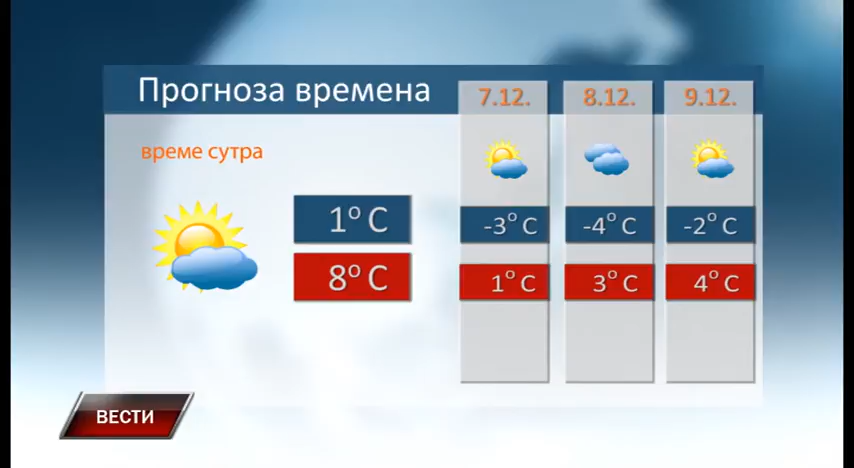 Прогноза времена
време сутра
1° C
8° C
7.12.
8.12.
9.12.
-3° C
-4° C
-2° C
1° C
3° C
4° C
ВЕСТИ